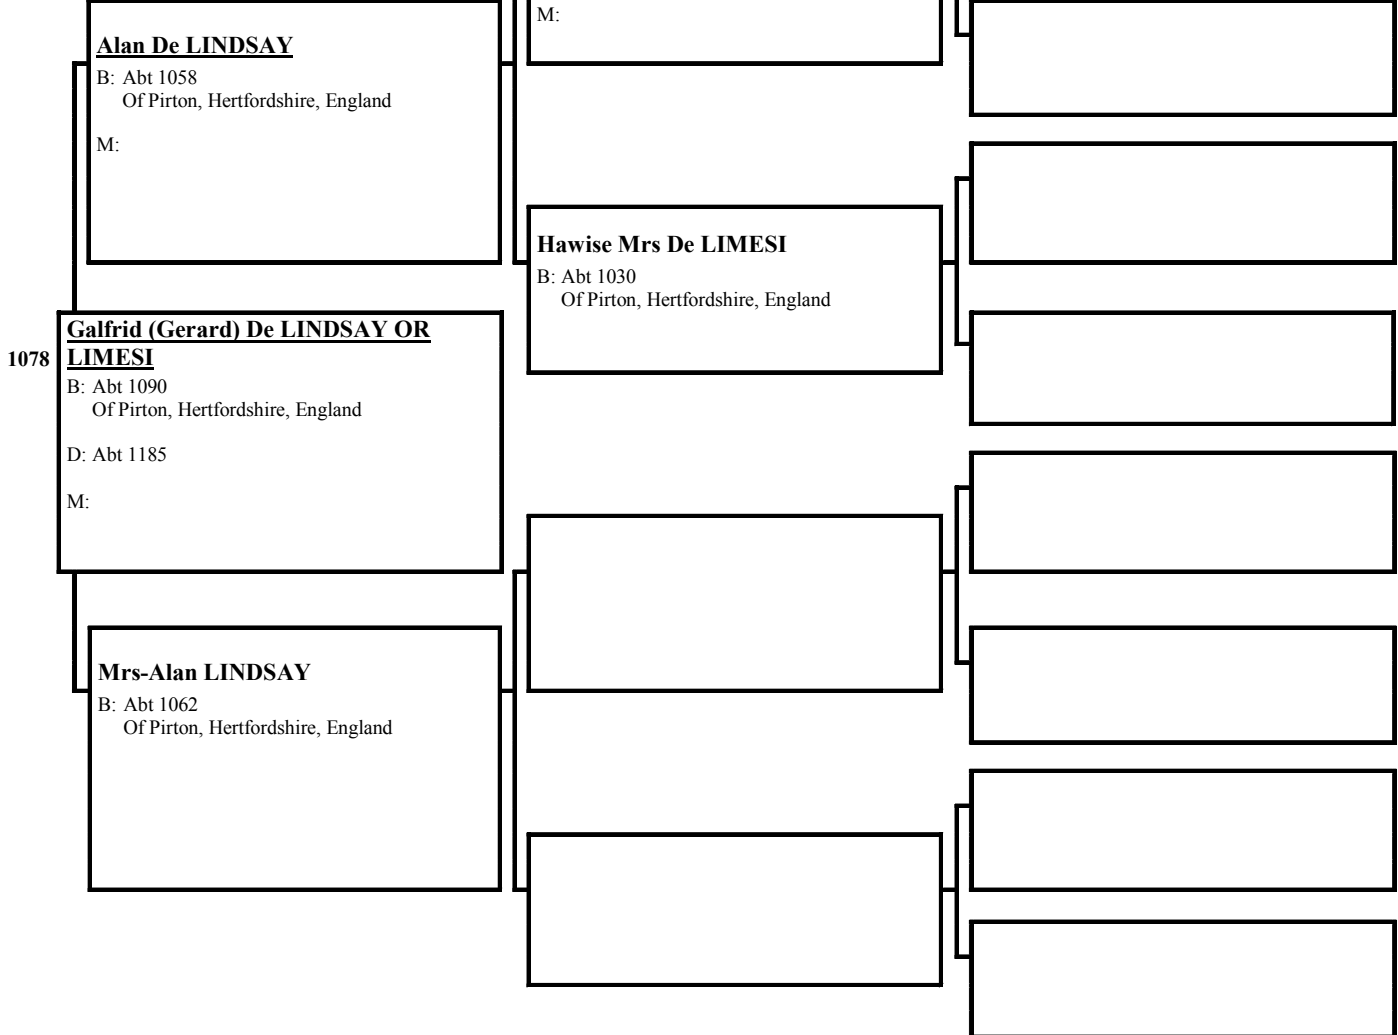 M:
Alan De LINDSAY
B: Abt 1058
Of Pirton, Hertfordshire, England
M:
Hawise Mrs De LIMESI
B: Abt 1030
Of Pirton, Hertfordshire, England
Galfrid (Gerard) De LINDSAY OR
1078 LIMESI
B: Abt 1090
Of Pirton, Hertfordshire, England
D: Abt 1185
M:
Mrs-Alan LINDSAY
B: Abt 1062
Of Pirton, Hertfordshire, England